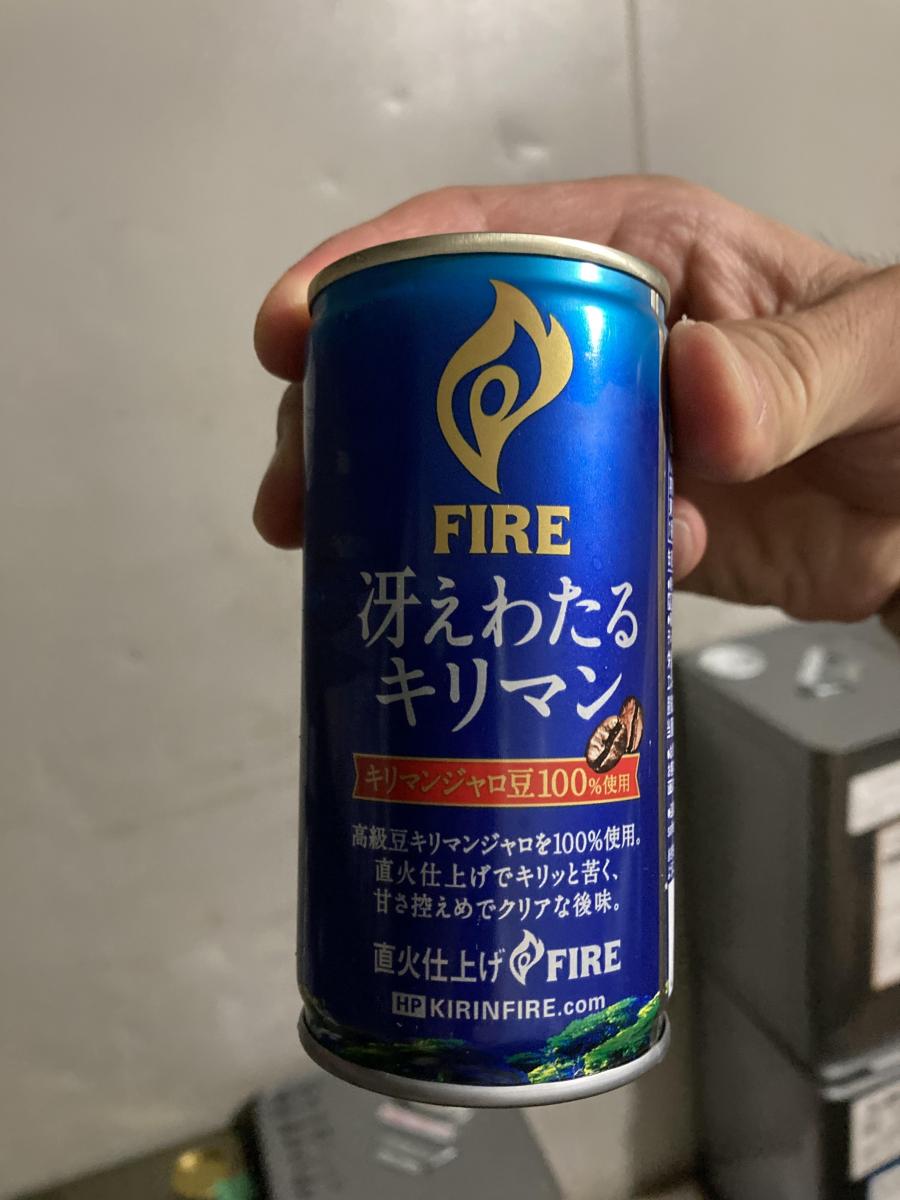 FIRE
冴えわたる
キリマン
キリマンジャロ豆100%使用
高級豆キリマンジャロを100%使用。
直火仕上げでキリッと苦く、
甘さ控えめでクリアな後味。
直火仕上げ FIRE
HP KIRINFIRE.com